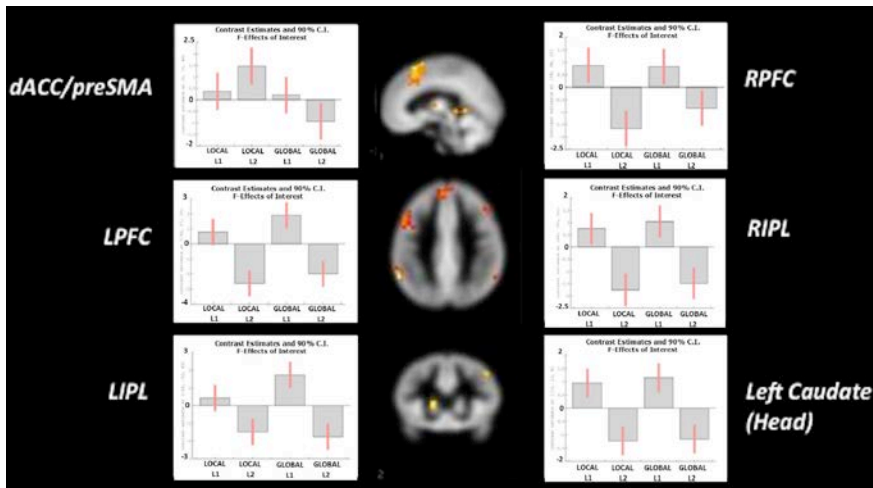 dACC/preSMA
Contrast Estimates and 90% C.I.
F-Effects of Interest
2.5
0
-2
LOCAL LOCAL GLOBAL GLOBAL
L1 L2 L1 L2
RPFC
Contrast Estimates and 90% C.I.
F-Effects of Interest
2
0
-2.5
LOCAL LOCAL GLOBAL GLOBAL
L1 L2 L1 L2
LPFC
Contrast Estimates and 90% C.I.
F-Effects of Interest
3
0
-4
LOCAL LOCAL GLOBAL GLOBAL
L1 L2 L1 L2
RIPL
Contrast Estimates and 90% C.I.
F-Effects of Interest
2
0
-2.5
LOCAL LOCAL GLOBAL GLOBAL
L1 L2 L1 L2
LIPL
Contrast Estimates and 90% C.I.
F-Effects of Interest
3
0
-3
LOCAL LOCAL GLOBAL GLOBAL
L1 L2 L1 L2
2
Left Caudate
(Head)
Contrast Estimates and 90% C.I.
F-Effects of Interest
2
0
-2
LOCAL LOCAL GLOBAL GLOBAL
L1 L2 L1 L2